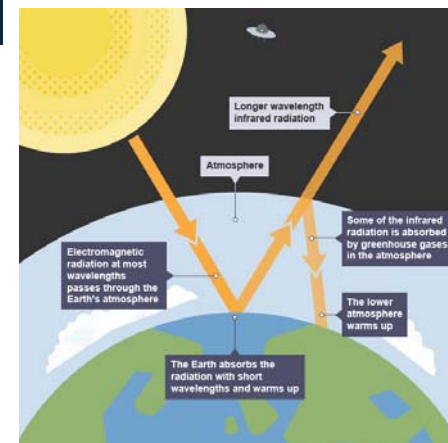 Longer wavelength
infrared radiation
Atmosphere
Some of the infrared
radiation is absorbed
by greenhouse gases
in the atmosphere
Electromagnetic
radiation at most
wavelengths
passes through the
Earth's atmosphere
The lower
atmosphere
warms up
The Earth absorbs the
radiation with short
wavelengths and warms up